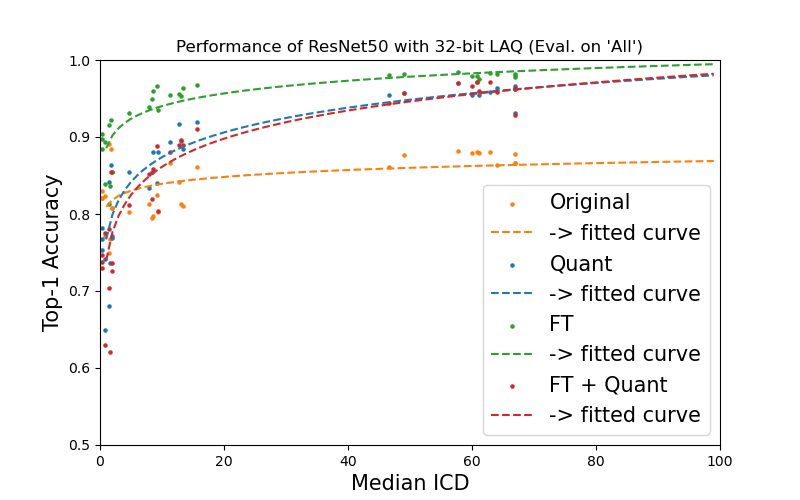 Performance of ResNet50 with 32-bit LAQ (Eval. on 'All')
Top-1 Accuracy
1.0
0.9
0.8
0.7
0.6
0.5
Original
-> fitted curve
Quant
-> fitted curve
FT
-> fitted curve
FT + Quant
-> fitted curve
0 20 40 60 80 100
Median ICD